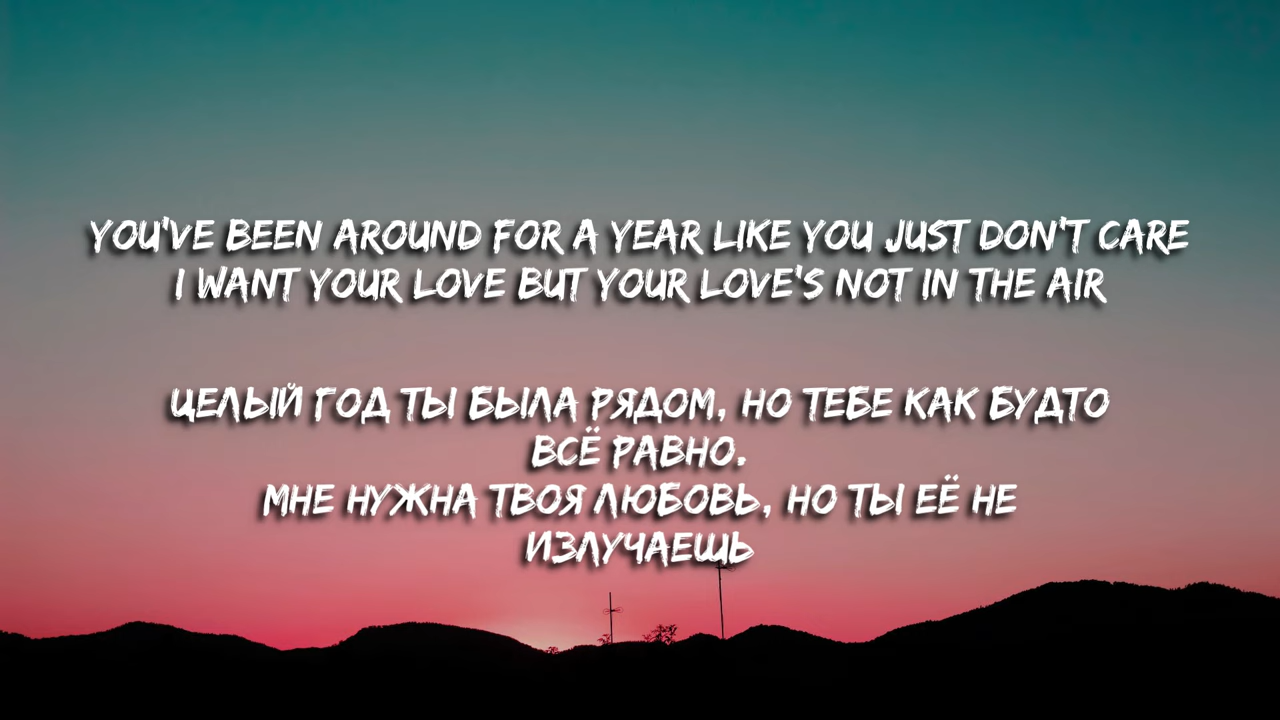 YOU'VE BEEN AROUND FOR A YEAR LIKE YOU JUST DON'T CARE
I WANT YOUR LOVE BUT YOUR LOVE'S NOT IN THE AIR
ЦЕЛЫЙ ГОД ТЫ БЫЛА РЯДОМ, НО ТЕБЕ КАК БУДТО
ВСЁ РАВНО.
МНЕ НУЖНА ТВОЯ ЛЮБОВЬ, НО ТЫ ЕЁ НЕ
ИЗЛУЧАЕШЬ